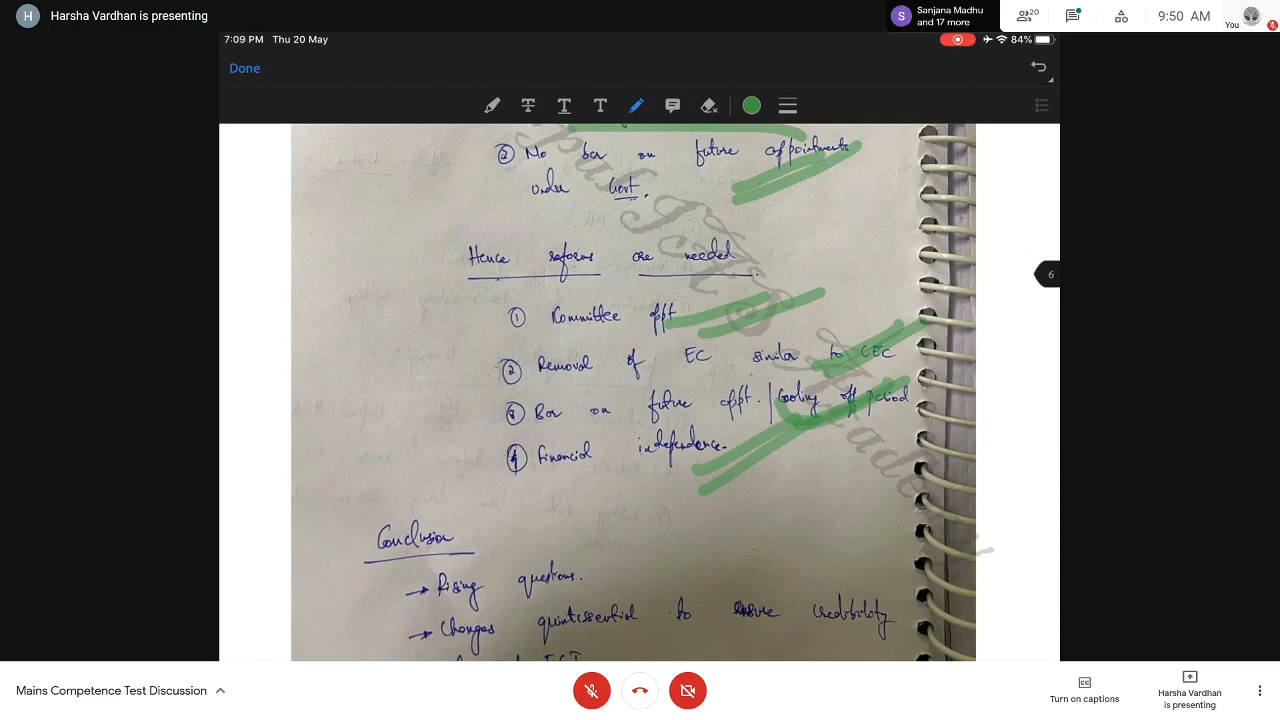 H Harsha Vardhan is presenting
S Sanjana Madhu
and 17 more
20
9:50 AM
You
7:09 PM Thu 20 May
84%
Done
② No bar on future appointments
under Govt.
Hence reforms are needed.
① Committee appt
② Removal of EC similar to CEC
③ Bar on future appt. | Cooling off period
④ Financial independence.
6
Conclusion
→ Rising questions.
→ Changes quintessential to ensure credibility
Mains Competence Test Discussion
Turn on captions
Harsha Vardhan
is presenting